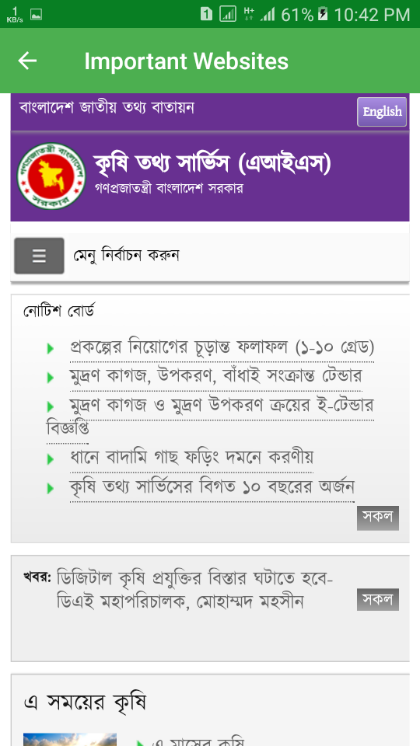 1
KB/s
1
H+
61%
10:42 PM
Important Websites
বাংলাদেশ জাতীয় তথ্য বাতায়ন
English
কৃষি তথ্য সার্ভিস (এআইএস)
গণপ্রজাতন্ত্রী বাংলাদেশ সরকার
মেনু নির্বাচন করুন
নোটিশ বোর্ড
প্রকল্পের নিয়োগের চূড়ান্ত ফলাফল (১-১০ গ্রেড)
মুদ্রণ কাগজ, উপকরণ, বাঁধাই সংক্রান্ত টেন্ডার
মুদ্রণ কাগজ ও মুদ্রণ উপকরণ ক্রয়ের ই-টেন্ডার
বিজ্ঞপ্তি
ধানে বাদামি গাছ ফড়িং দমনে করণীয়
কৃষি তথ্য সার্ভিসের বিগত ১০ বছরের অর্জন
সকল
খবর: ডিজিটাল কৃষি প্রযুক্তির বিস্তার ঘটাতে হবে-
ডিএই মহাপরিচালক, মোহাম্মদ মহসীন
সকল
এ সময়ের কৃষি
এ মাসের কৃষি